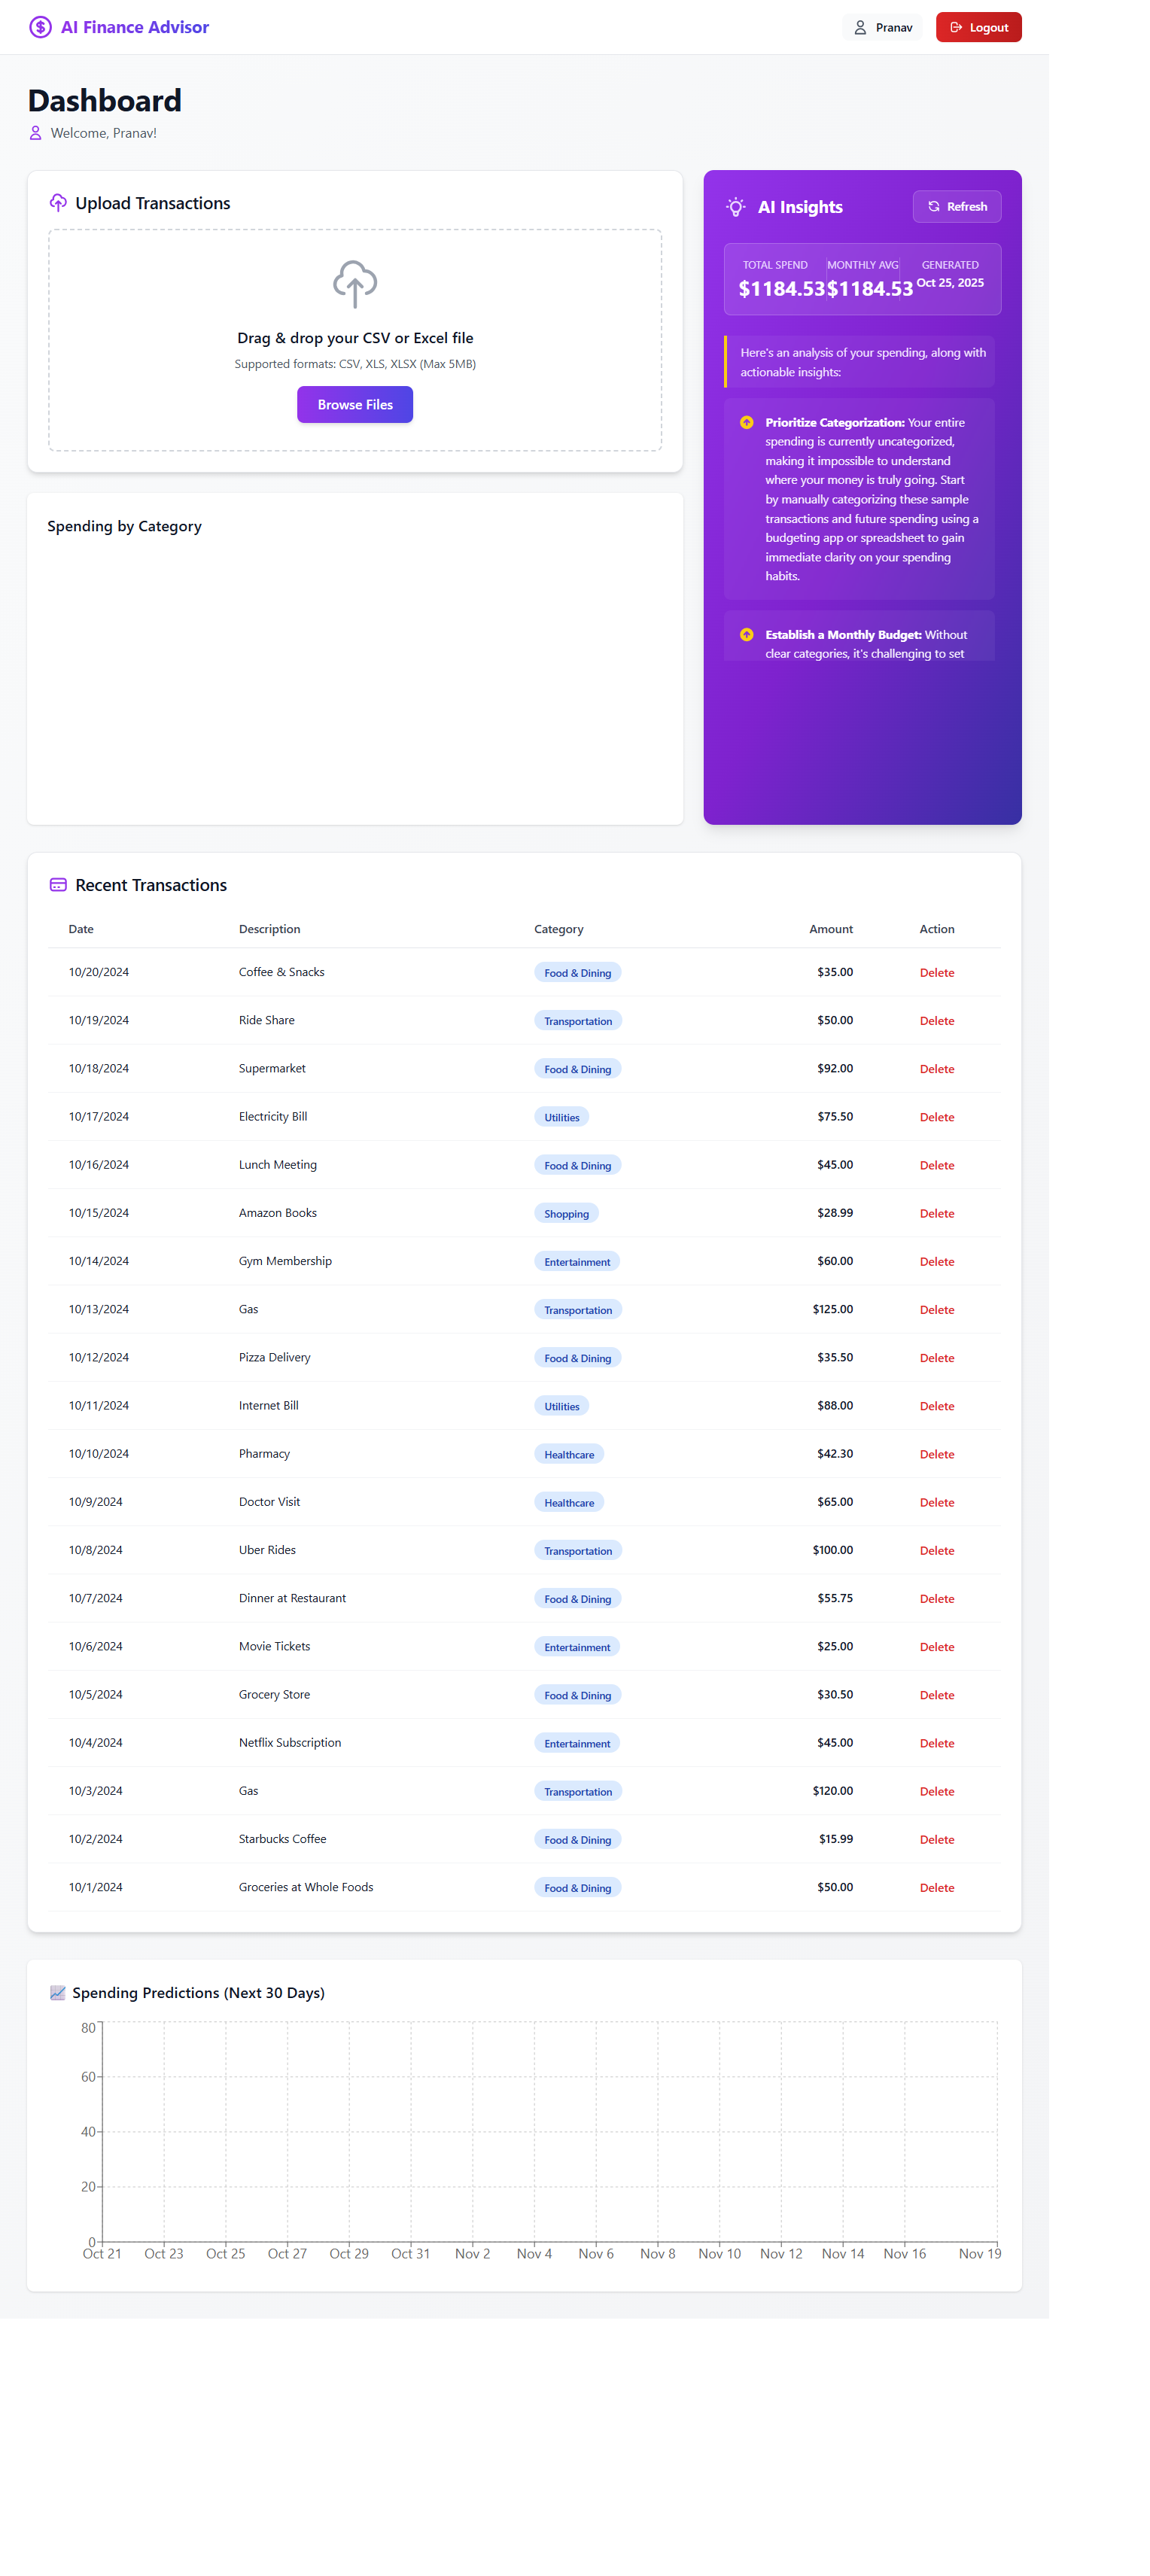 AI Finance Advisor
Pranav
Logout
Dashboard
Welcome, Pranav!
Upload Transactions
Drag & drop your CSV or Excel file
Supported formats: CSV, XLS, XLSX (Max 5MB)
Browse Files
Spending by Category
AI Insights
Refresh
TOTAL SPEND MONTHLY AVG GENERATED
$1184.53 $1184.53 Oct 25, 2025
Here's an analysis of your spending, along with
actionable insights:
Prioritize Categorization: Your entire
spending is currently uncategorized,
making it impossible to understand
where your money is truly going. Start
by manually categorizing these sample
transactions and future spending using a
budgeting app or spreadsheet to gain
immediate clarity on your spending
habits.
Establish a Monthly Budget: Without
clear categories, it's challenging to set
Recent Transactions
Date Description Category Amount Action
10/20/2024 Coffee & Snacks Food & Dining $35.00 Delete
10/19/2024 Ride Share Transportation $50.00 Delete
10/18/2024 Supermarket Food & Dining $92.00 Delete
10/17/2024 Electricity Bill Utilities $75.50 Delete
10/16/2024 Lunch Meeting Food & Dining $45.00 Delete
10/15/2024 Amazon Books Shopping $28.99 Delete
10/14/2024 Gym Membership Entertainment $60.00 Delete
10/13/2024 Gas Transportation $125.00 Delete
10/12/2024 Pizza Delivery Food & Dining $35.50 Delete
10/11/2024 Internet Bill Utilities $88.00 Delete
10/10/2024 Pharmacy Healthcare $42.30 Delete
10/9/2024 Doctor Visit Healthcare $65.00 Delete
10/8/2024 Uber Rides Transportation $100.00 Delete
10/7/2024 Dinner at Restaurant Food & Dining $55.75 Delete
10/6/2024 Movie Tickets Entertainment $25.00 Delete
10/5/2024 Grocery Store Food & Dining $30.50 Delete
10/4/2024 Netflix Subscription Entertainment $45.00 Delete
10/3/2024 Gas Transportation $120.00 Delete
10/2/2024 Starbucks Coffee Food & Dining $15.99 Delete
10/1/2024 Groceries at Whole Foods Food & Dining $50.00 Delete
Spending Predictions (Next 30 Days)
80
60
40
20
0
Oct 21 Oct 23 Oct 25 Oct 27 Oct 29 Oct 31 Nov 2 Nov 4 Nov 6 Nov 8 Nov 10 Nov 12 Nov 14 Nov 16 Nov 19